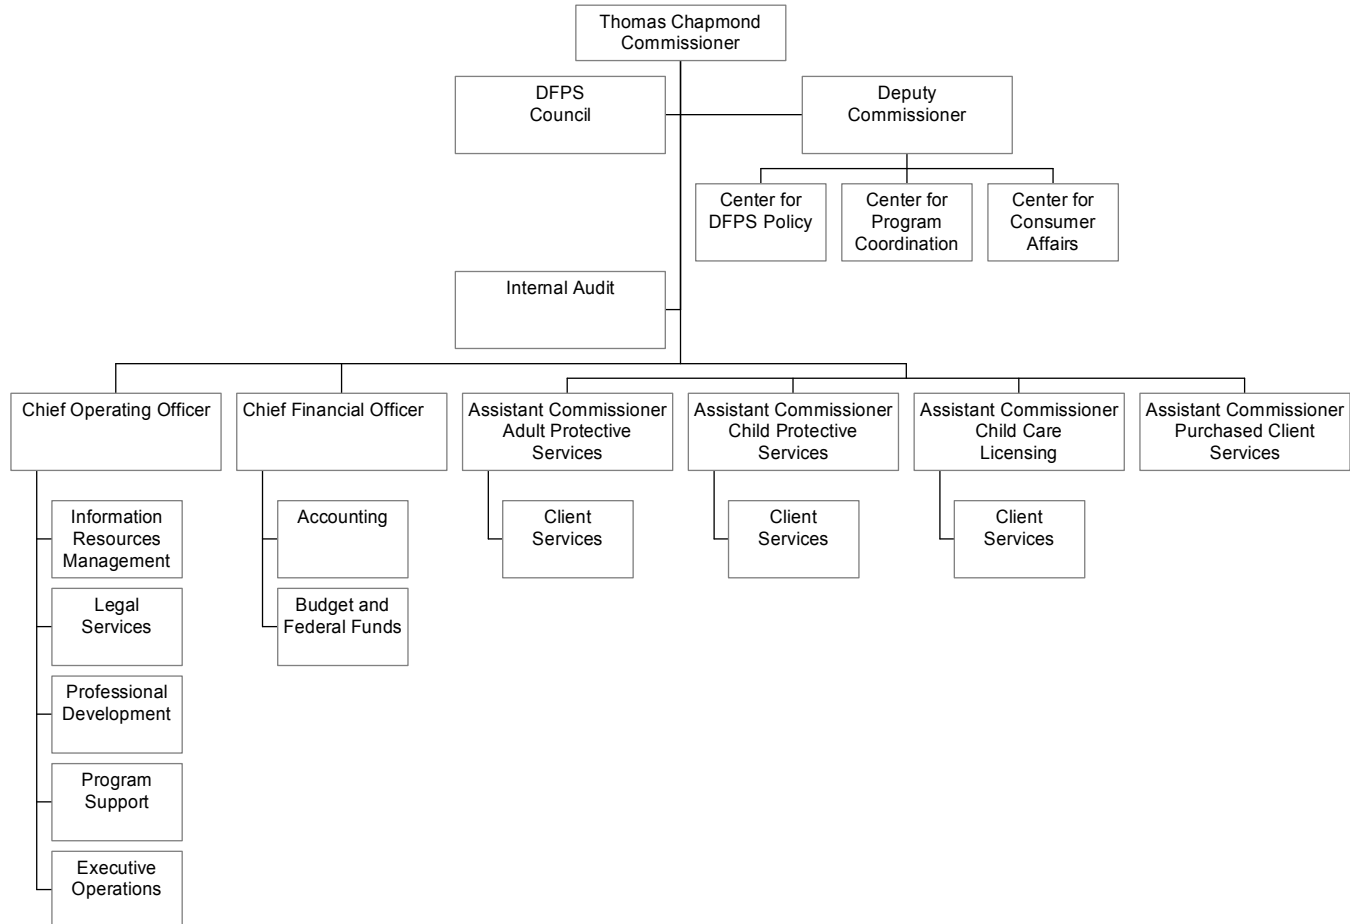 Thomas Chapmond
Commissioner
DFPS
Council
Deputy
Commissioner
Center for
DFPS Policy
Center for
Program
Coordination
Center for
Consumer
Affairs
Internal Audit
Chief Operating Officer
Chief Financial Officer
Assistant Commissioner
Adult Protective
Services
Assistant Commissioner
Child Protective
Services
Assistant Commissioner
Child Care
Licensing
Assistant Commissioner
Purchased Client
Services
Information
Resources
Management
Accounting
Client
Services
Client
Services
Client
Services
Legal
Services
Budget and
Federal Funds
Professional
Development
Program
Support
Executive
Operations